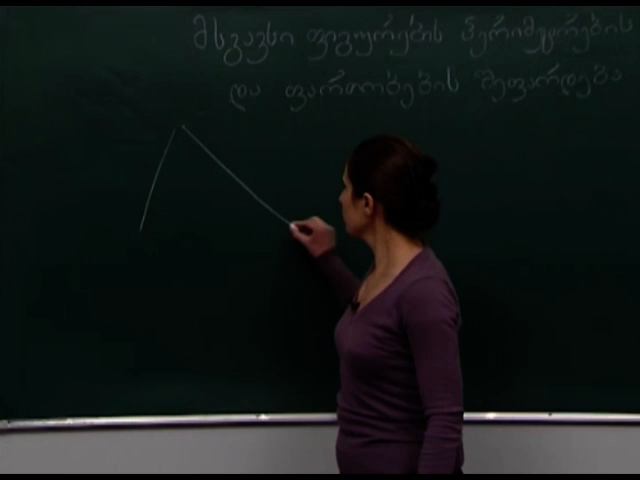 მსგავსი ფიგურების პერიმეტრების
და ფართობების შეფარდება